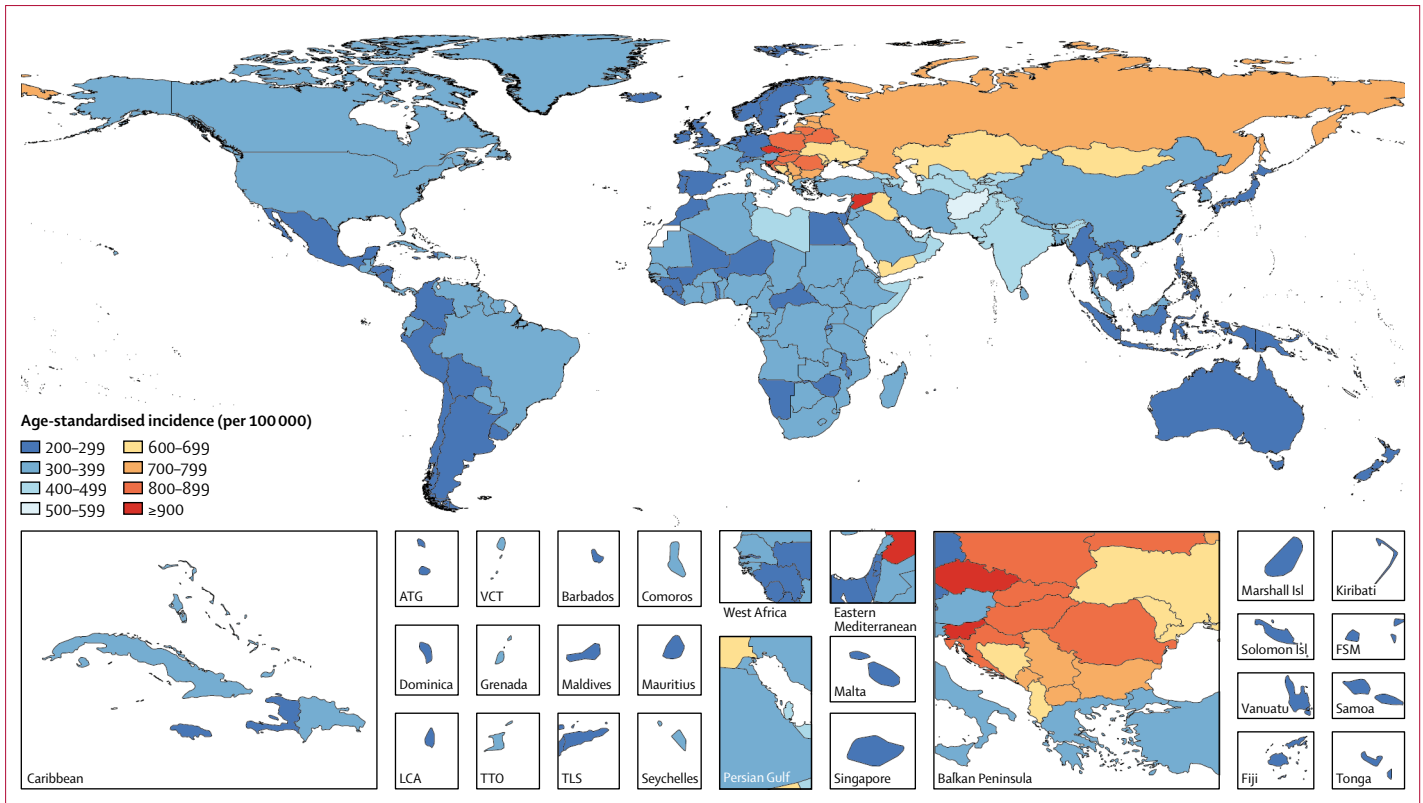 Age-standardised incidence (per 100 000)
200–299
600–699
300–399
700–799
400–499
800–899
500–599
≥900
Caribbean
ATG
VCT
Barbados
Comoros
Dominica
Grenada
Maldives
Mauritius
LCA
TTO
TLS
Seychelles
West Africa
Eastern
Mediterranean
Persian Gulf
Malta
Singapore
Balkan Peninsula
Marshall Isl
Kiribati
Solomon Isl
FSM
Vanuatu
Samoa
Fiji
Tonga